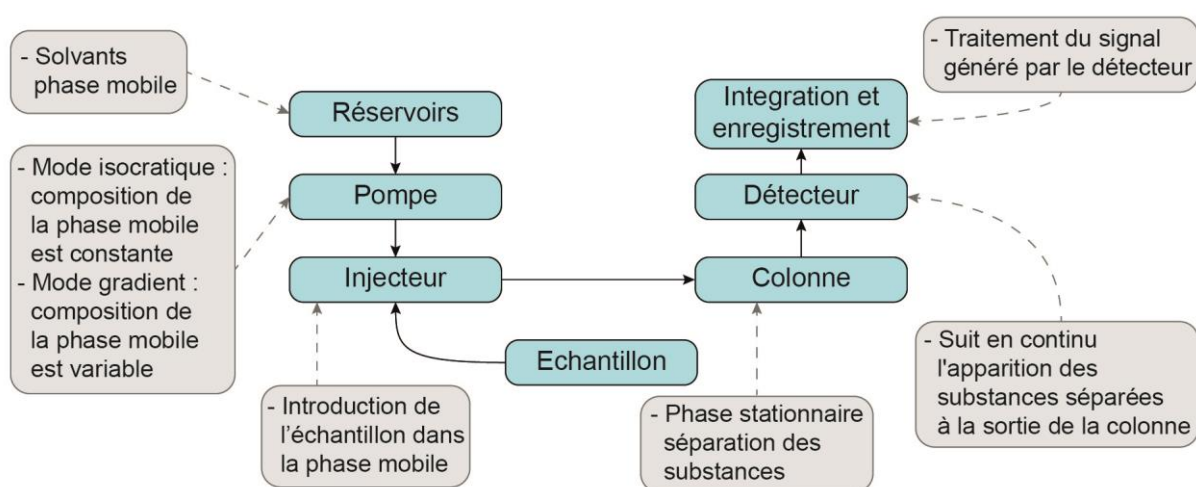 - Solvants
phase mobile
- Traitement du signal
généré par le détecteur
Réservoirs
Integration et
enregistrement
- Mode isocratique :
composition de
la phase mobile
est constante
- Mode gradient :
composition de
la phase mobile
est variable
Pompe
Détecteur
Injecteur
Colonne
Echantillon
- Introduction de
l’échantillon dans
la phase mobile
- Phase stationnaire
séparation des
substances
- Suit en continu
l'apparition des
substances séparées
à la sortie de la colonne